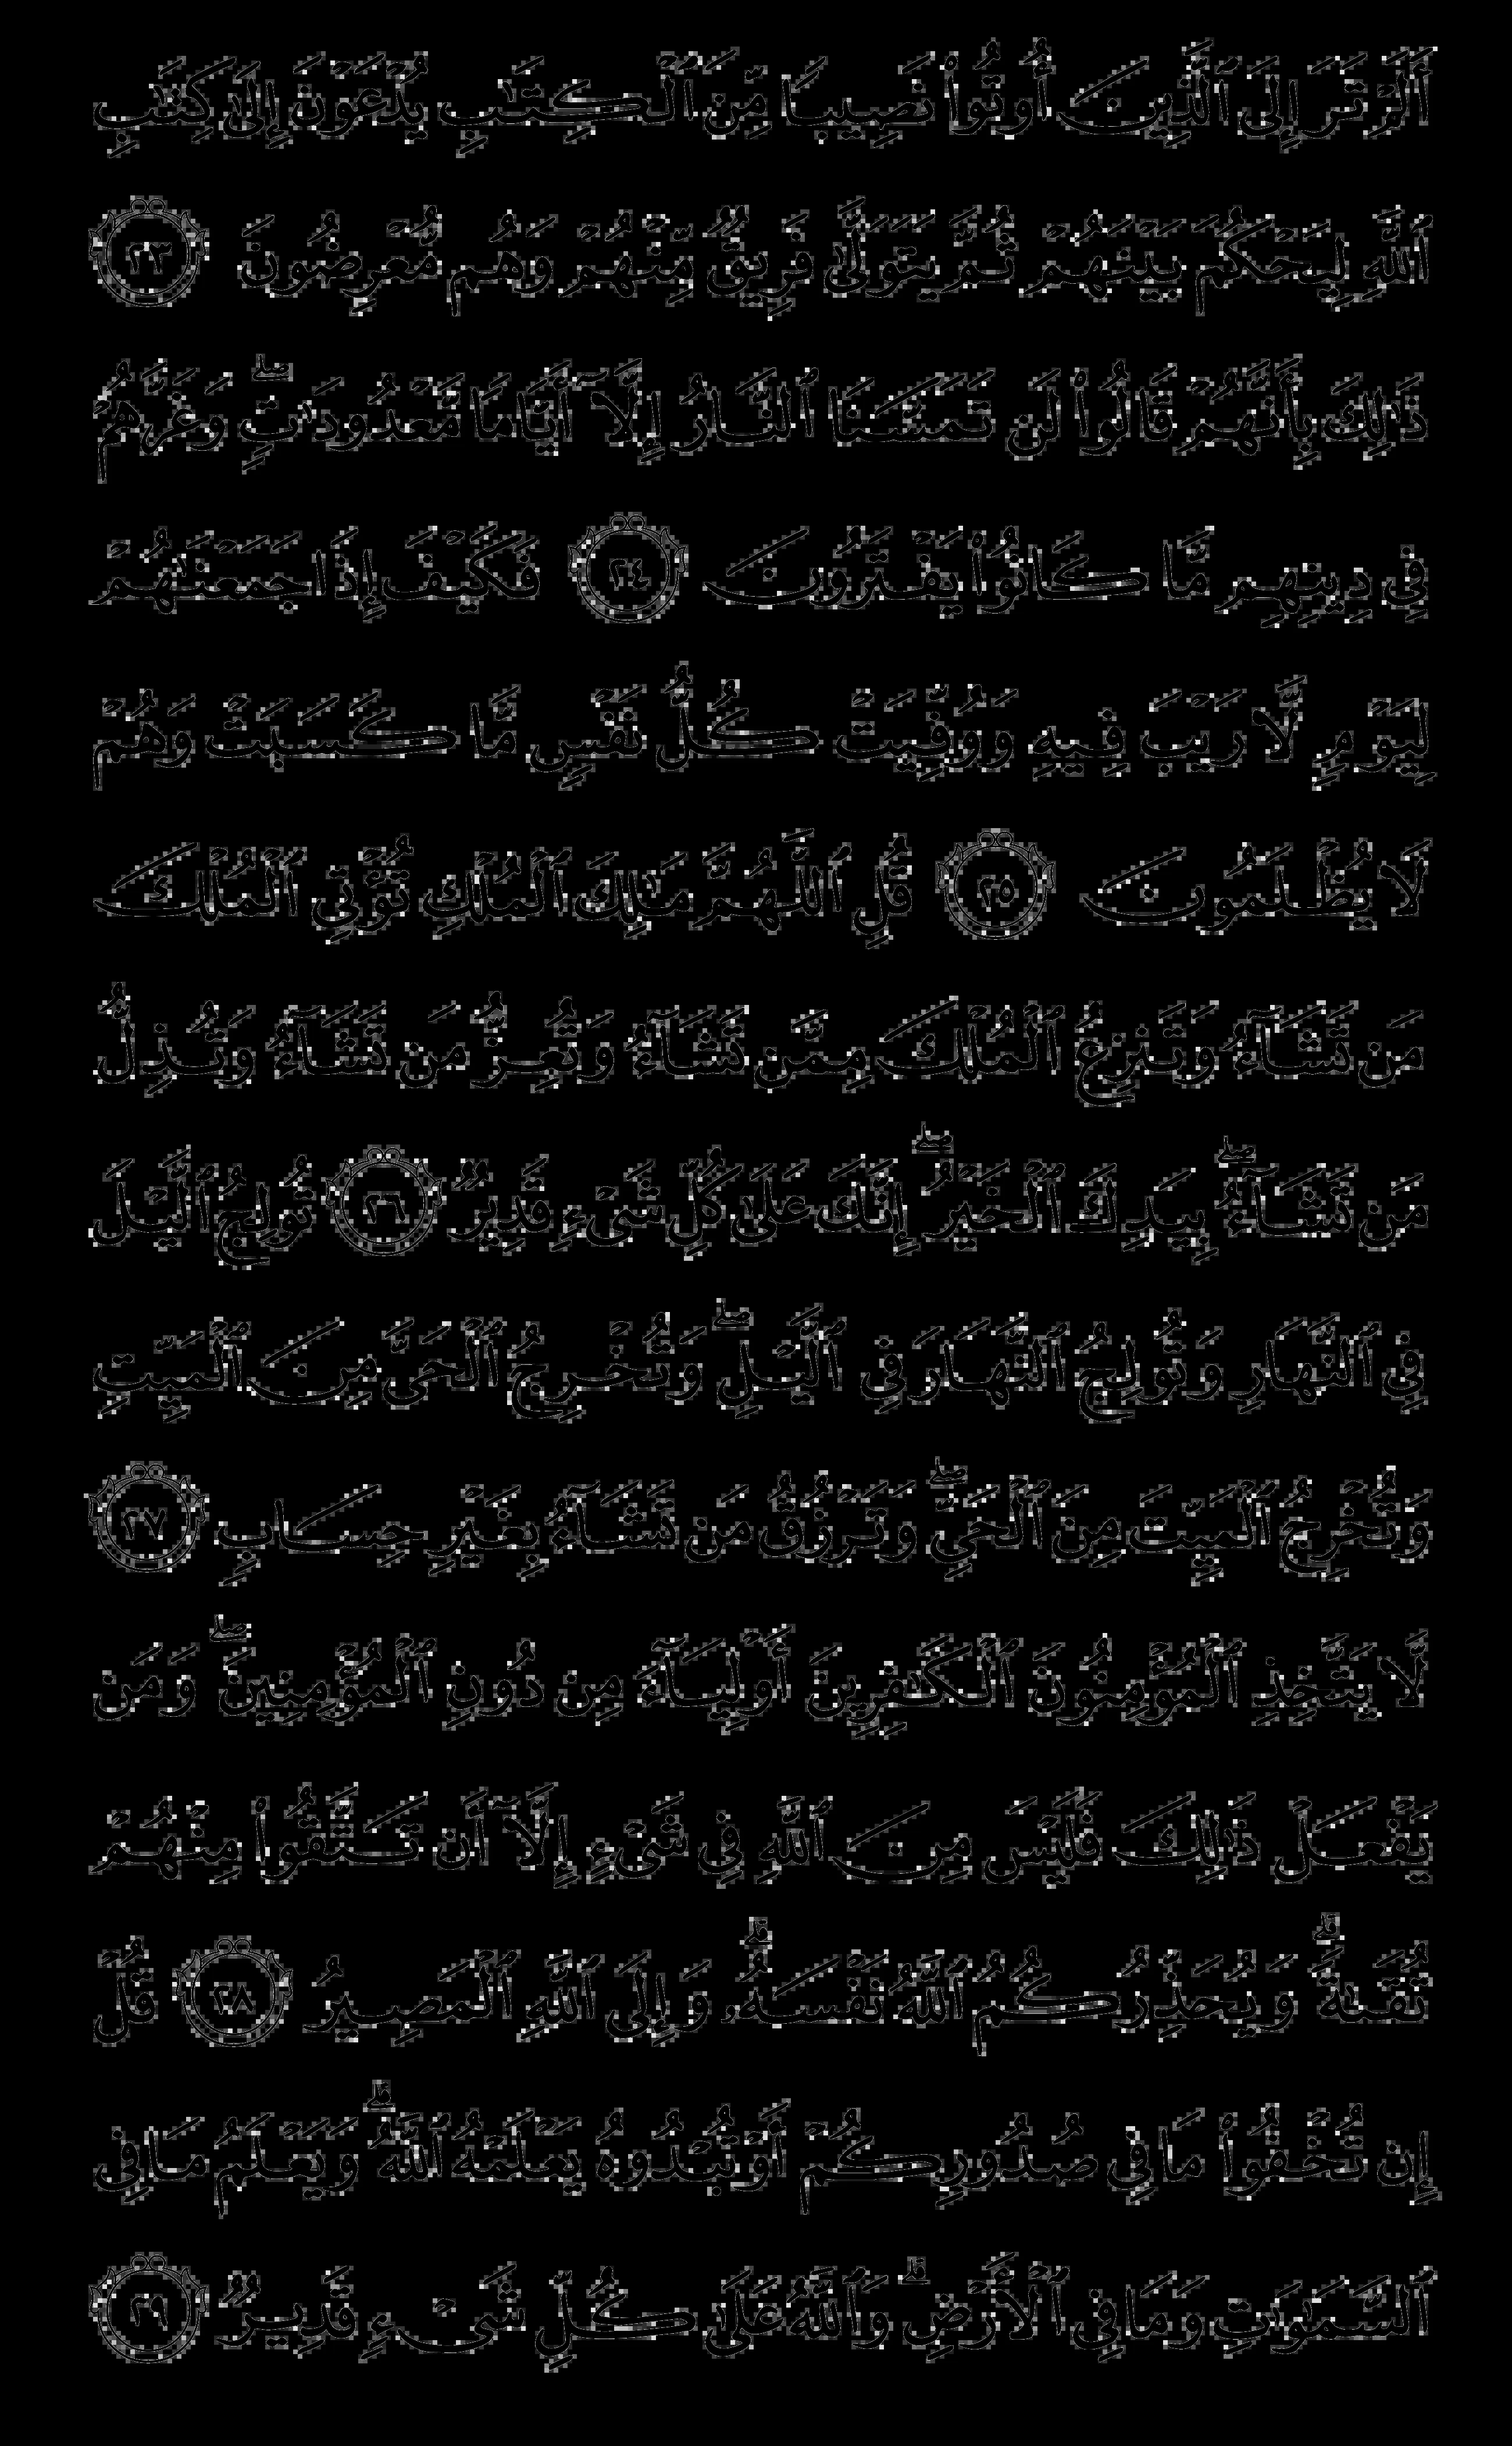 أَلَمْ تَرَ إِلَى ٱلَّذِينَ أُوتُوا۟ نَصِيبًا مِّنَ ٱلْكِتَـٰبِ يُدْعَوْنَ إِلَىٰ كِتَـٰبِ
ٱللَّهِ لِيَحْكُمَ بَيْنَهُمْ ثُمَّ يَتَوَلَّىٰ فَرِيقٌ مِّنْهُمْ وَهُم مُّعْرِضُونَ ٢٣
ذَٰلِكَ بِأَنَّهُمْ قَالُوا۟ لَن تَمَسَّنَا ٱلنَّارُ إِلَّآ أَيَّامًا مَّعْدُودَٰتٍ ۖ وَغَرَّهُمْ
فِى دِينِهِم مَّا كَانُوا۟ يَفْتَرُونَ ٢٤ فَكَيْفَ إِذَا جَمَعْنَـٰهُمْ
لِيَوْمٍ لَّا رَيْبَ فِيهِ وَوُفِّيَتْ كُلُّ نَفْسٍ مَّا كَسَبَتْ وَهُمْ
لَا يُظْلَمُونَ ٢٥ قُلِ ٱللَّهُمَّ مَـٰلِكَ ٱلْمُلْكِ تُؤْتِى ٱلْمُلْكَ
مَن تَشَآءُ وَتَنزِعُ ٱلْمُلْكَ مِمَّن تَشَآءُ وَتُعِزُّ مَن تَشَآءُ وَتُذِلُّ
مَن تَشَآءُ ۖ بِيَدِكَ ٱلْخَيْرُ ۖ إِنَّكَ عَلَىٰ كُلِّ شَىْءٍ قَدِيرٌ ٢٦ تُولِجُ ٱلَّيْلَ
فِى ٱلنَّهَارِ وَتُولِجُ ٱلنَّهَارَ فِى ٱلَّيْلِ ۖ وَتُخْرِجُ ٱلْحَىَّ مِنَ ٱلْمَيِّتِ
وَتُخْرِجُ ٱلْمَيِّتَ مِنَ ٱلْحَىِّ ۖ وَتَرْزُقُ مَن تَشَآءُ بِغَيْرِ حِسَابٍ ٢٧
لَّا يَتَّخِذِ ٱلْمُؤْمِنُونَ ٱلْكَـٰفِرِينَ أَوْلِيَآءَ مِن دُونِ ٱلْمُؤْمِنِينَ ۖ وَمَن
يَفْعَلْ ذَٰلِكَ فَلَيْسَ مِنَ ٱللَّهِ فِى شَىْءٍ إِلَّآ أَن تَتَّقُوا۟ مِنْهُمْ
تُقَىٰةً ۗ وَيُحَذِّرُكُمُ ٱللَّهُ نَفْسَهُۥ ۗ وَإِلَى ٱللَّهِ ٱلْمَصِيرُ ٢٨ قُلْ
إِن تُخْفُوا۟ مَا فِى صُدُورِكُمْ أَوْ تُبْدُوهُ يَعْلَمْهُ ٱللَّهُ ۗ وَيَعْلَمُ مَا فِى
ٱلسَّمَـٰوَٰتِ وَمَا فِى ٱلْأَرْضِ ۗ وَٱللَّهُ عَلَىٰ كُلِّ شَىْءٍ قَدِيرٌ ٢٩